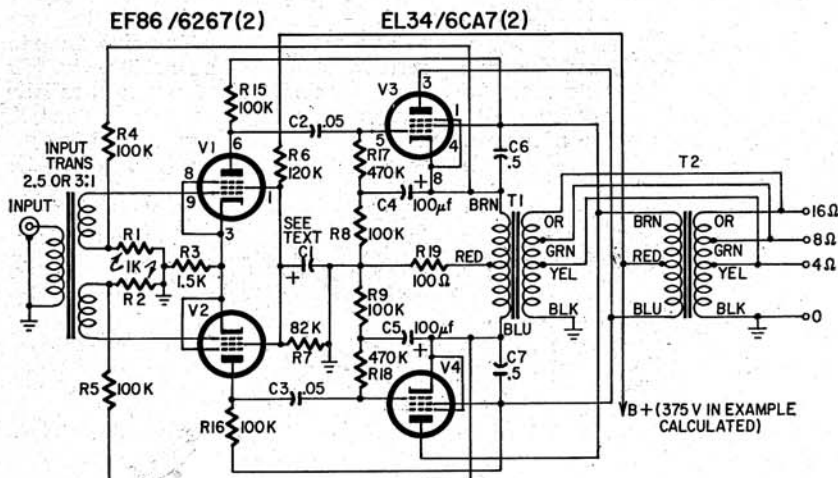 EF86/6267(2)
EL34/6CA7(2)
R15
100K
V3
3
1
5
4
8
C2 .05
R4
100K
INPUT
TRANS
2.5 OR 3:1
V1
6
8
9
1
3
R6
120K
R17
470K
C4
100µf
C6
.5
T1
T2
INPUT
R1
1K
R2
R3
1.5K
SEE
TEXT
C1
R8
100K
R19
100Ω
BRN
RED
BLU
OR
GRN
YEL
BLK
BRN
RED
BLU
OR
GRN
YEL
BLK
16Ω
8Ω
4Ω
0
V2
82K
R7
R9
100K
C5
100µf
470K
R18
V4
C7
.5
R5
100K
C3 .05
R16
100K
B+ (375 V IN EXAMPLE
CALCULATED)